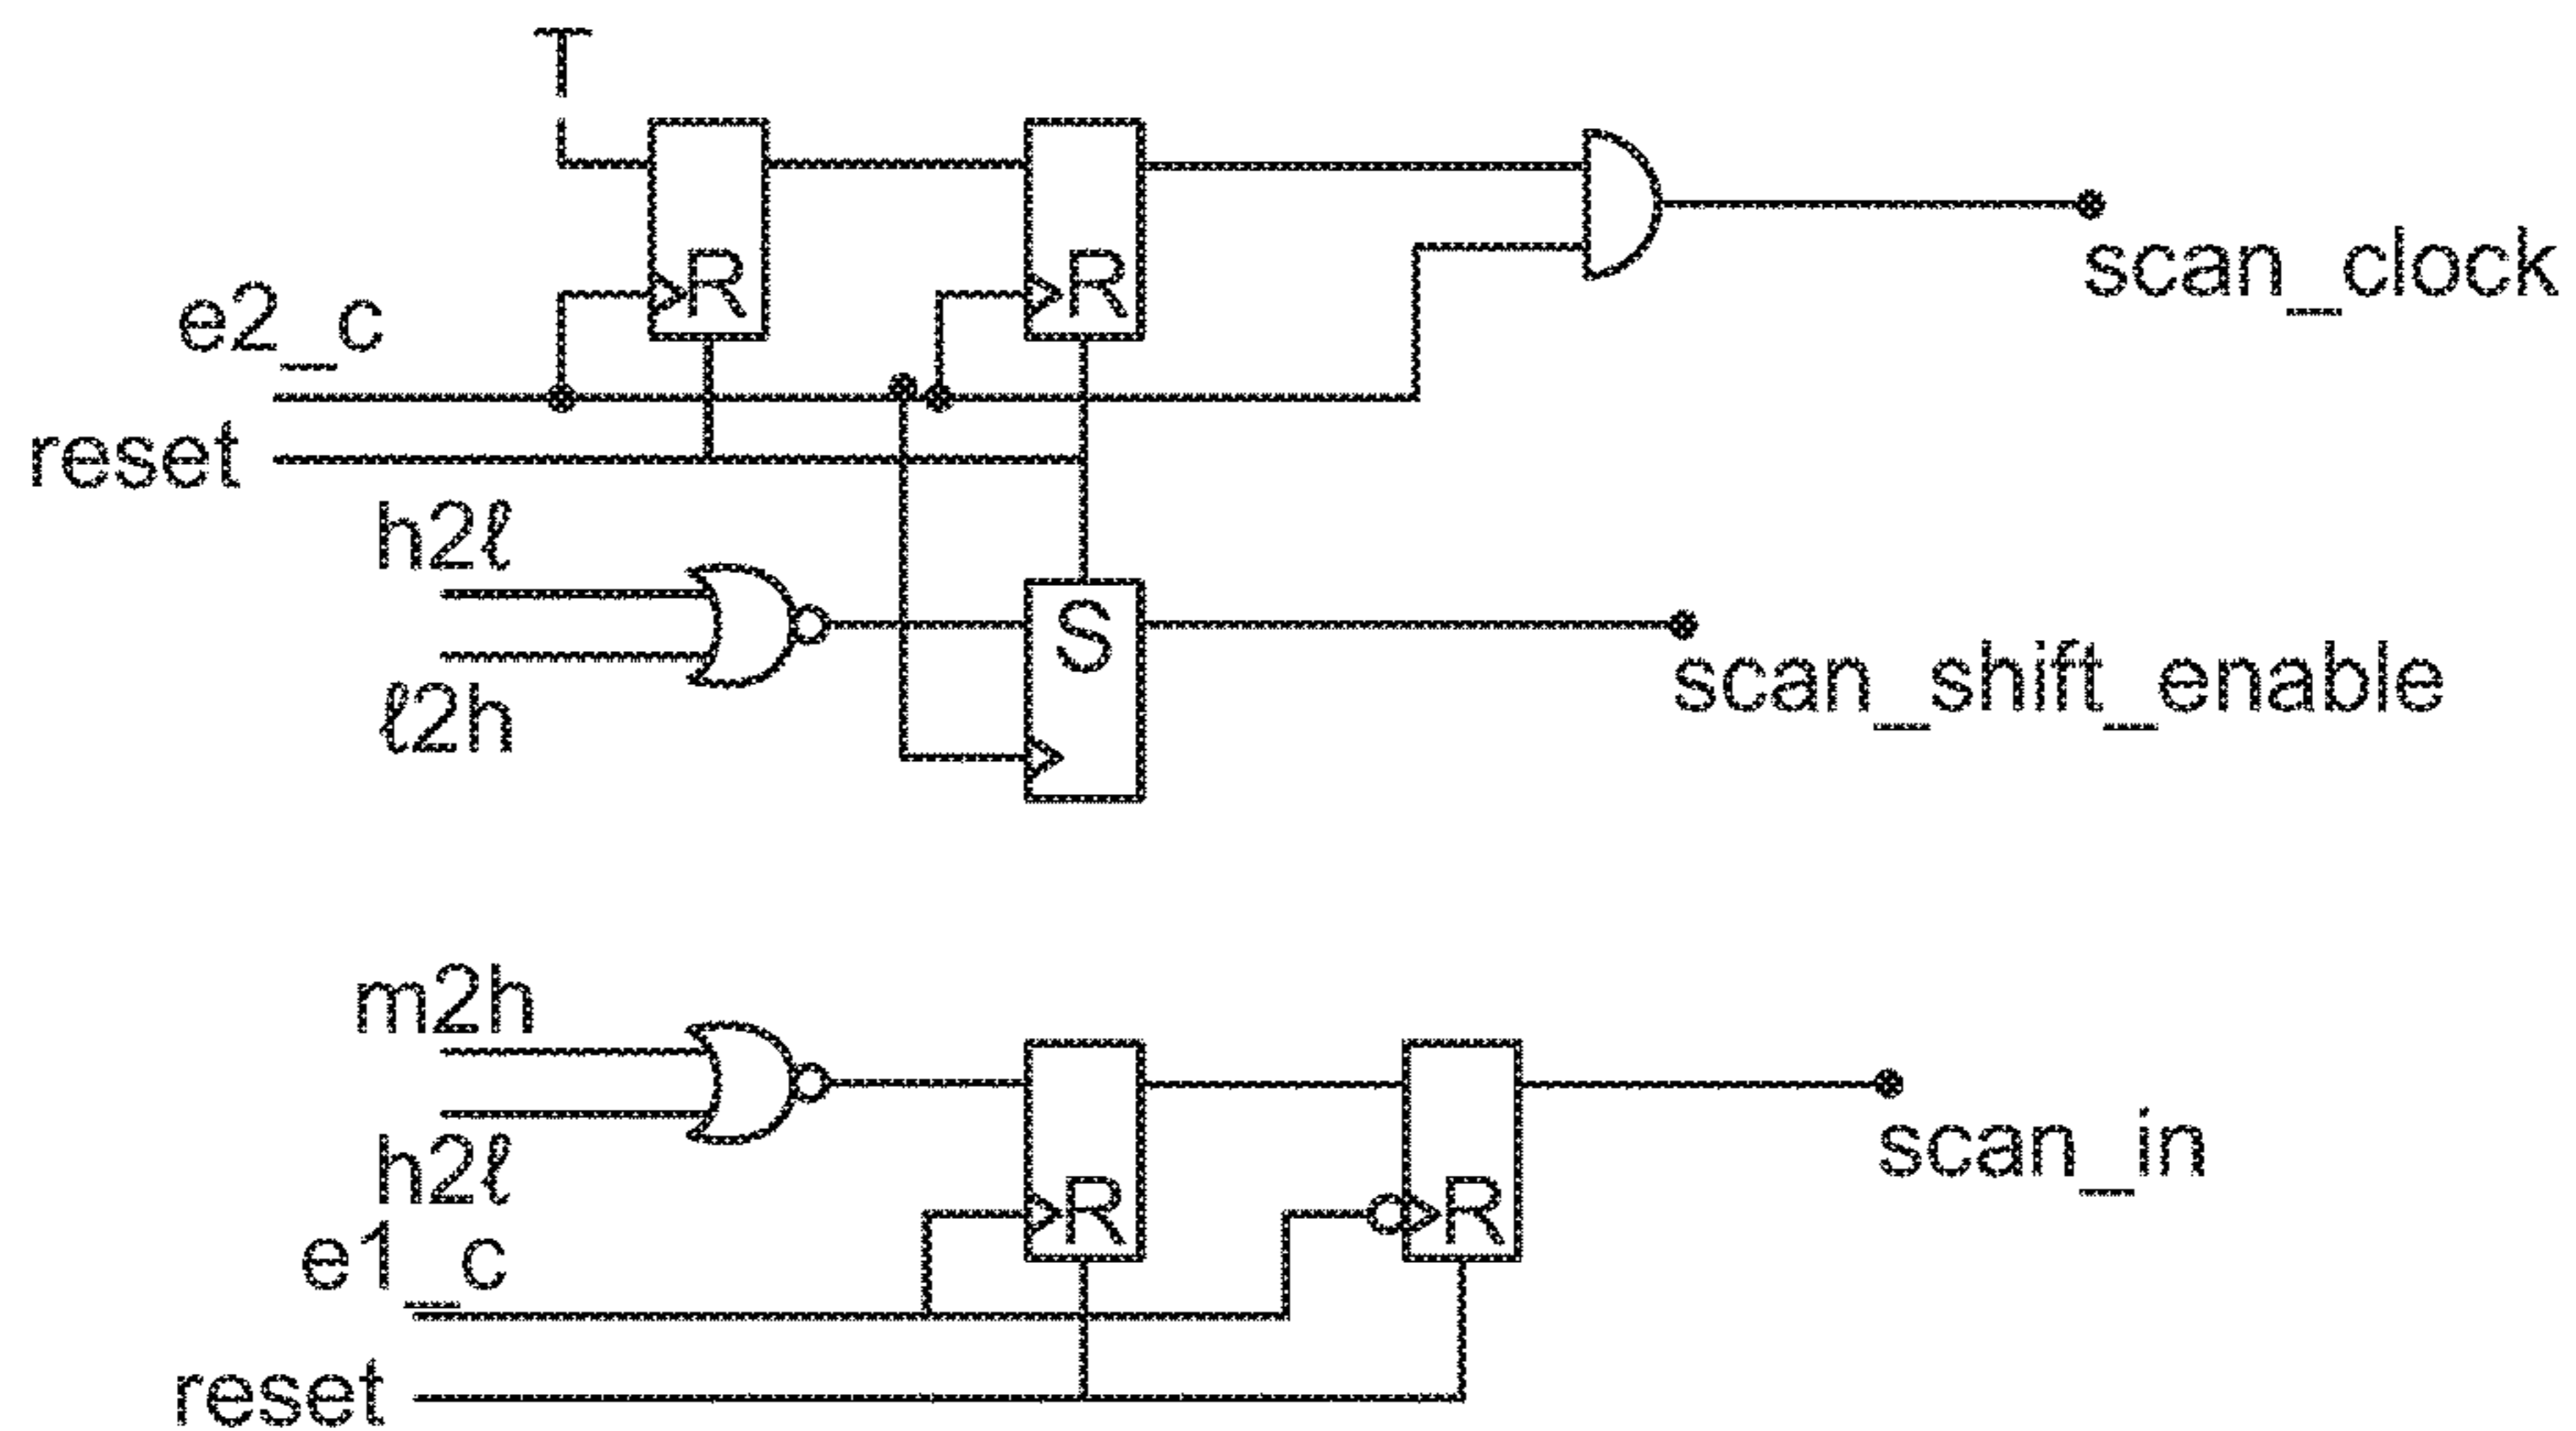 R
R
scan_clock
e2_c
reset
h2ℓ
S
scan_shift_enable
ℓ2h
m2h
scan_in
h2ℓ
R
R
e1_c
reset